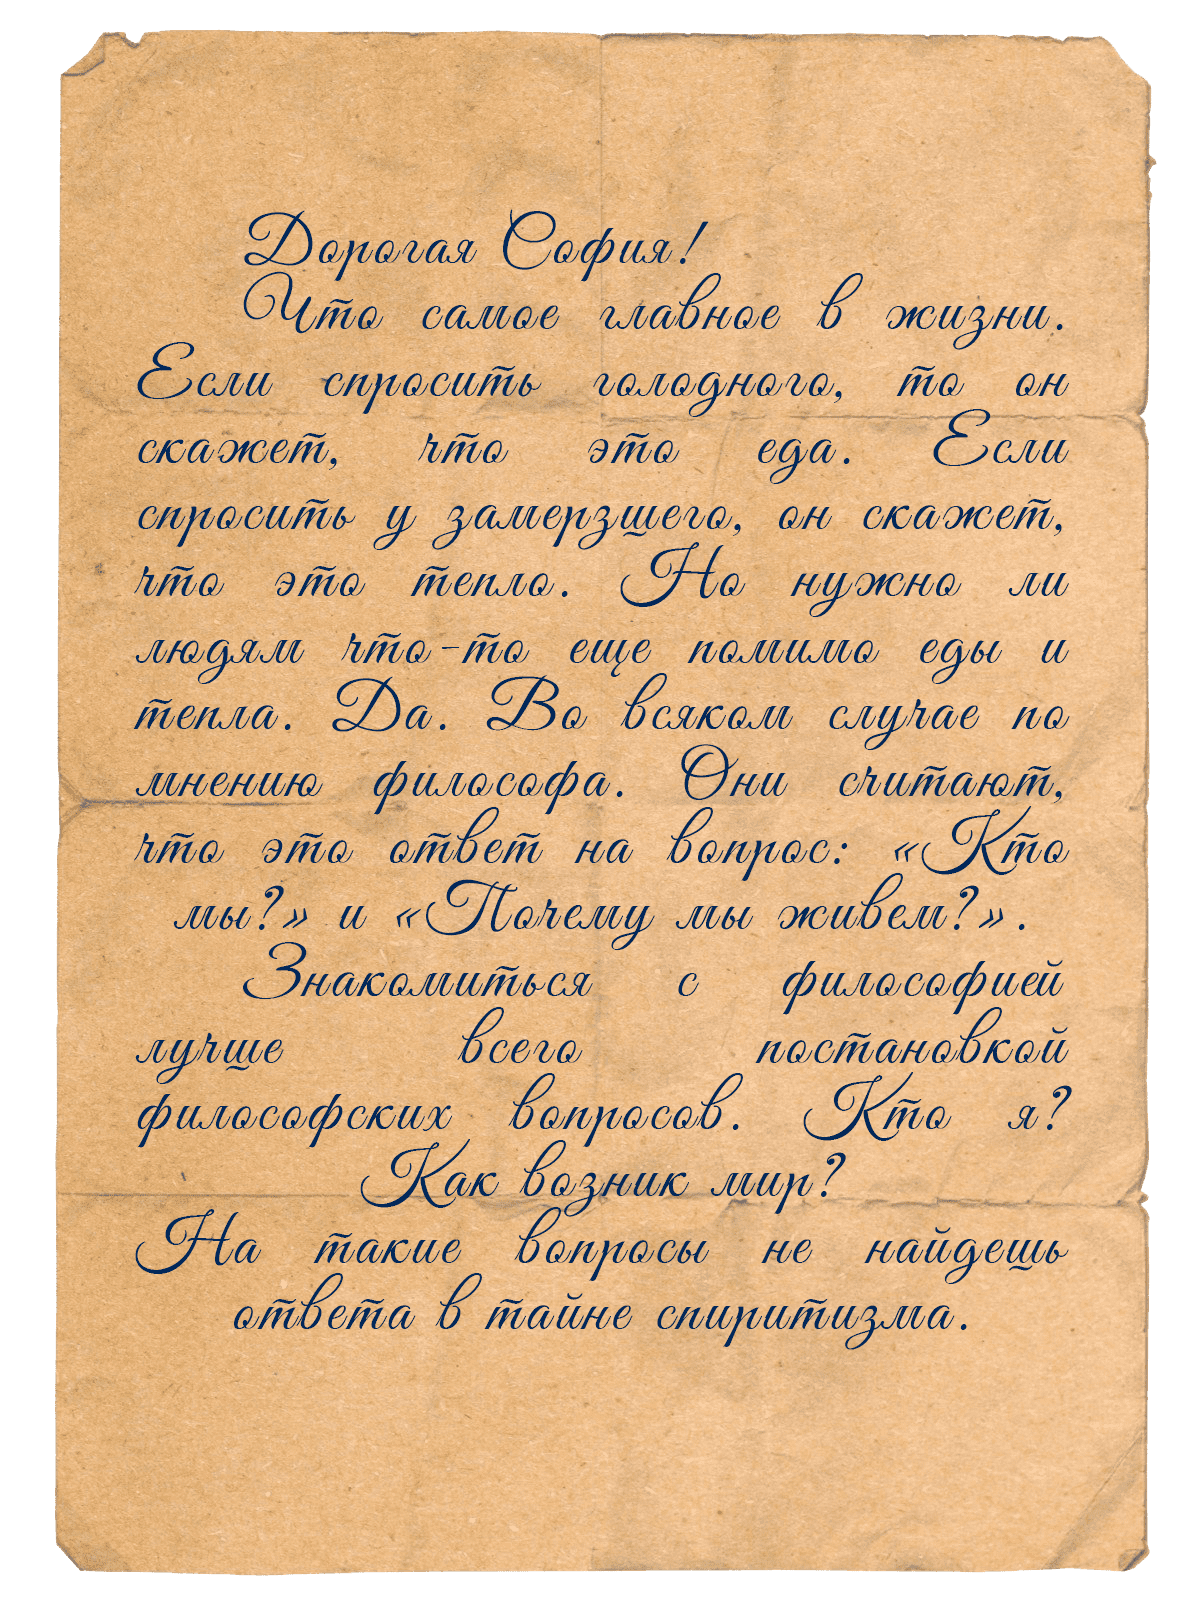 Дорогая София!
Что самое главное в жизни.
Если спросить голодного, то он
скажет, что это еда. Если
спросить у замерзшего, он скажет,
что это тепло. Но нужно ли
людям что-то еще помимо еды и
тепла. Да. Во всяком случае по
мнению философа. Они считают,
что это ответ на вопрос: «Кто
мы?» и «Почему мы живем?».
Знакомиться с философией
лучше всего постановкой
философских вопросов. Кто я?
Как возник мир?
На такие вопросы не найдешь
ответа в тайне спиритизма.